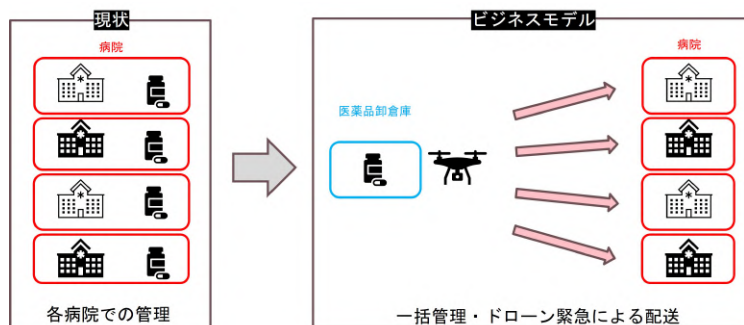 現状
病院
各病院での管理
ビジネスモデル
医薬品卸倉庫
病院
一括管理・ドローン緊急による配送